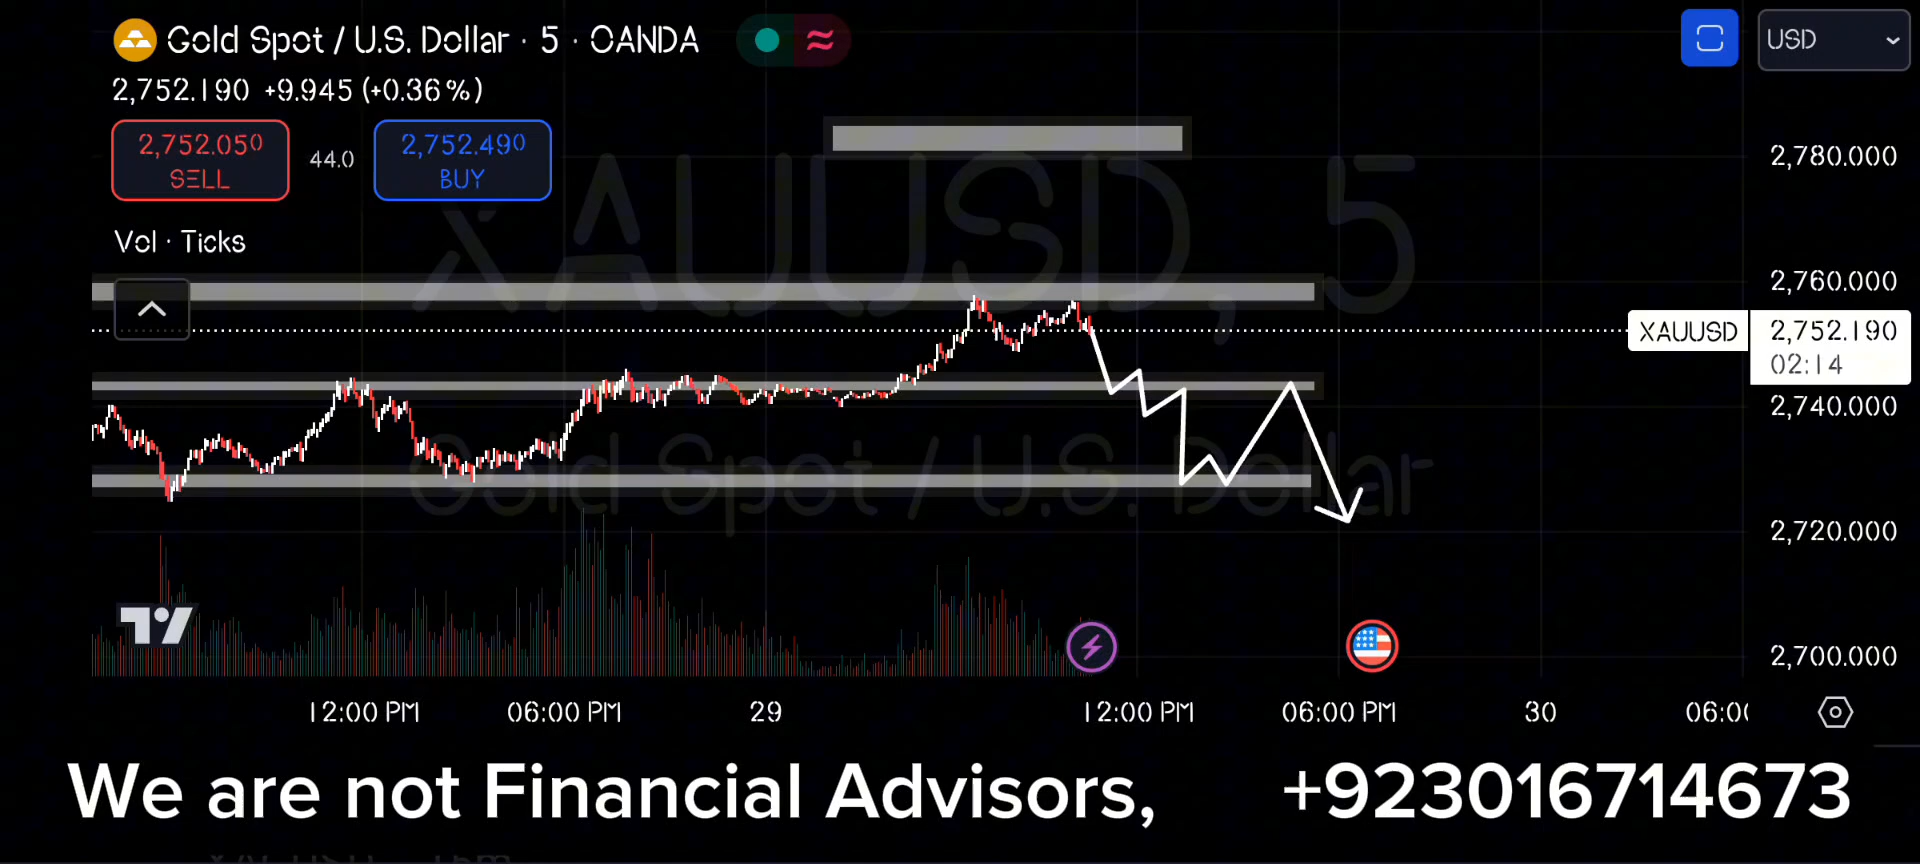 Gold Spot / U.S. Dollar · 5 · OANDA
USD
2,752.190 +9.945 (+0.36%)
2,752.050
SELL
44.0
2,752.490
BUY
2,780.000
XAUUSD, 5
Vol · Ticks
2,760.000
XAUUSD
2,752.190
02:14
2,740.000
Gold Spot / U.S. Dollar
2,720.000
2,700.000
12:00 PM 06:00 PM 29 12:00 PM 06:00 PM 30
We are not Financial Advisors, +923016714673